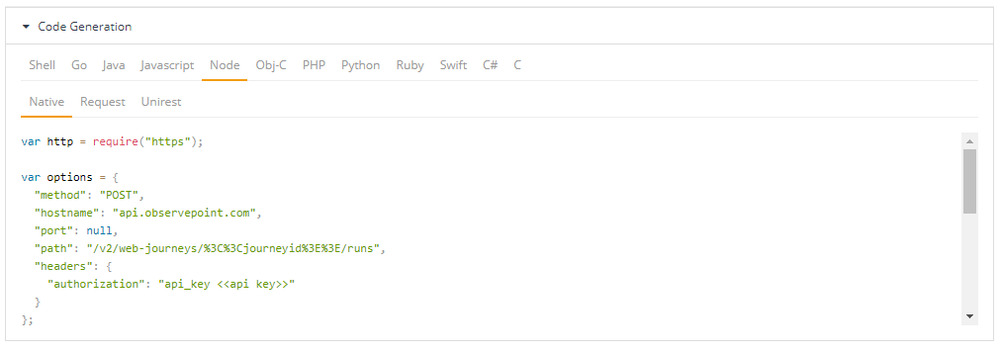 Code Generation
Shell Go Java Javascript Node Obj-C PHP Python Ruby Swift C# C
Native Request Unirest
var http = require("https");
var options = {
  "method": "POST",
  "hostname": "api.observepoint.com",
  "port": null,
  "path": "/v2/web-journeys/%3C%3Cjourneyid%3E%3E/runs",
  "headers": {
    "authorization": "api_key <<api key>>"
  }
};